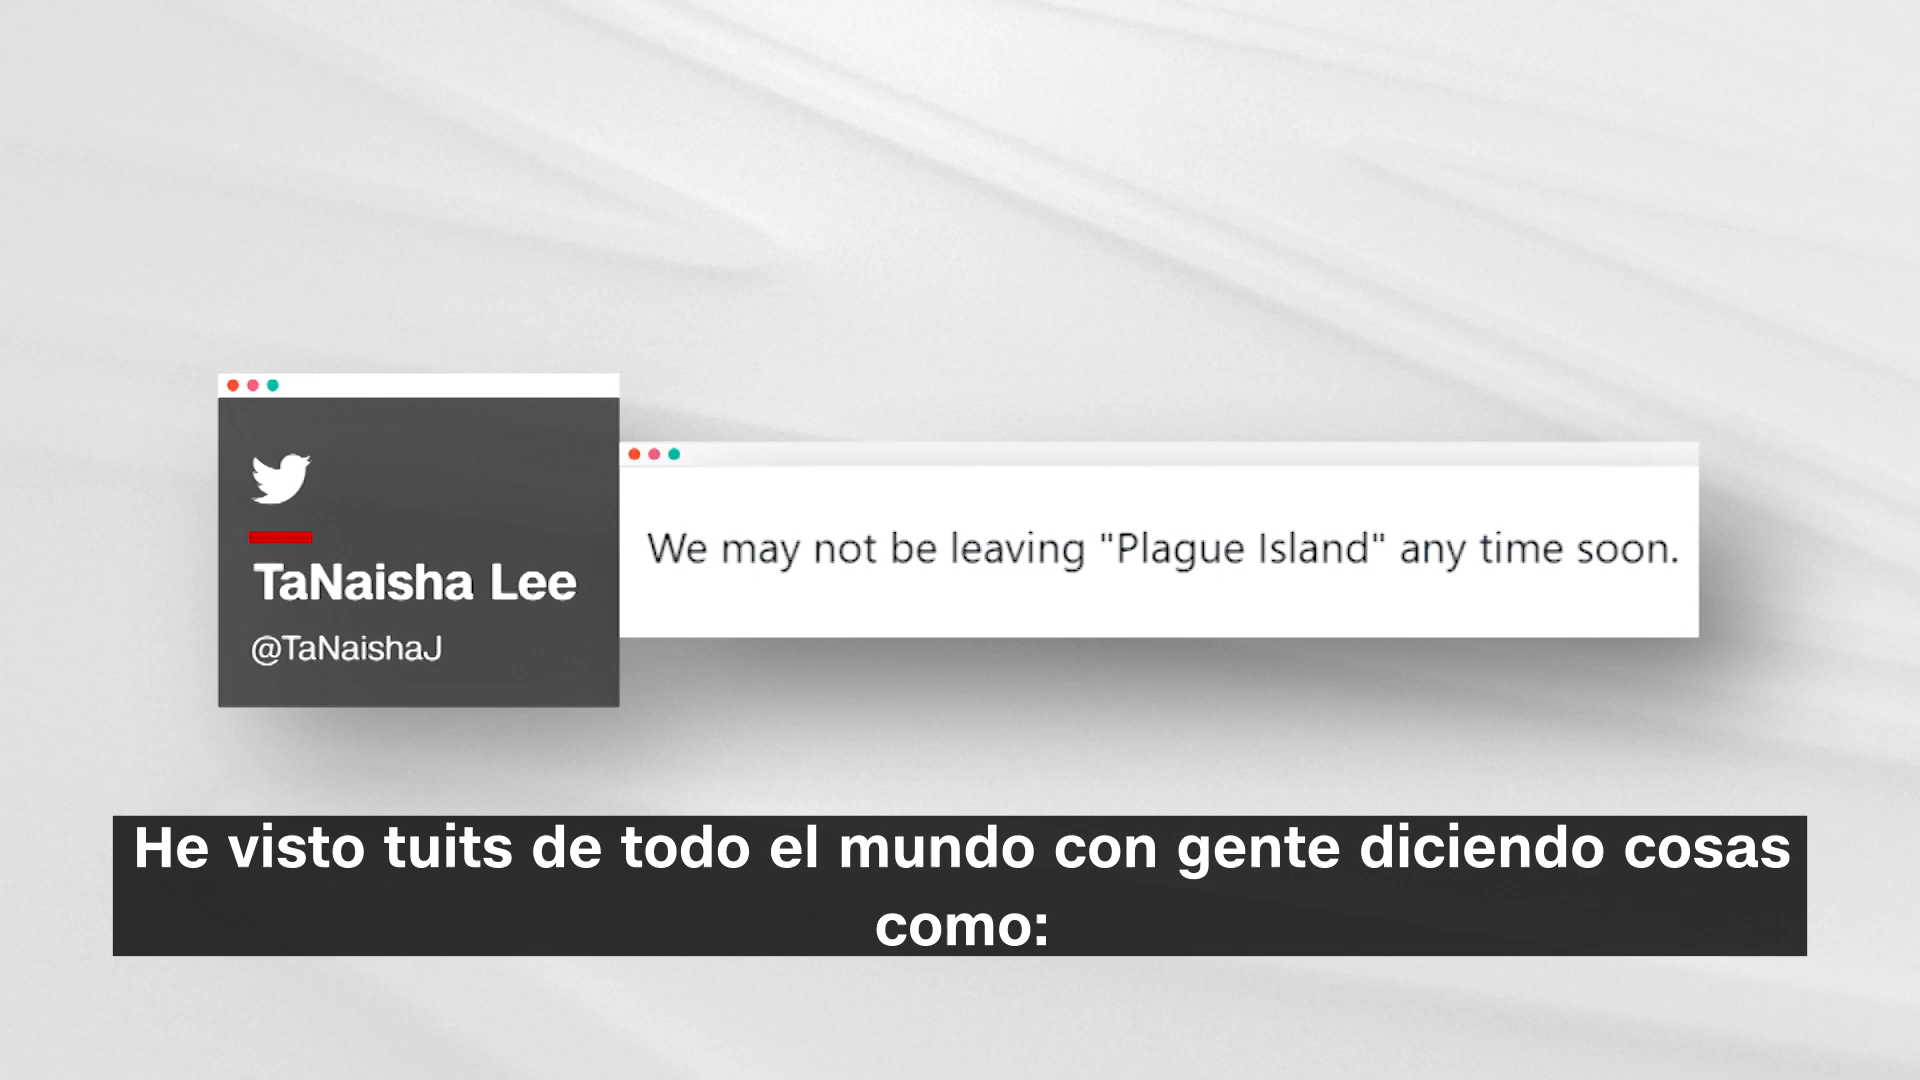 TaNaisha Lee
@TaNaishaJ
We may not be leaving "Plague Island" any time soon.
He visto tuits de todo el mundo con gente diciendo cosas
como: